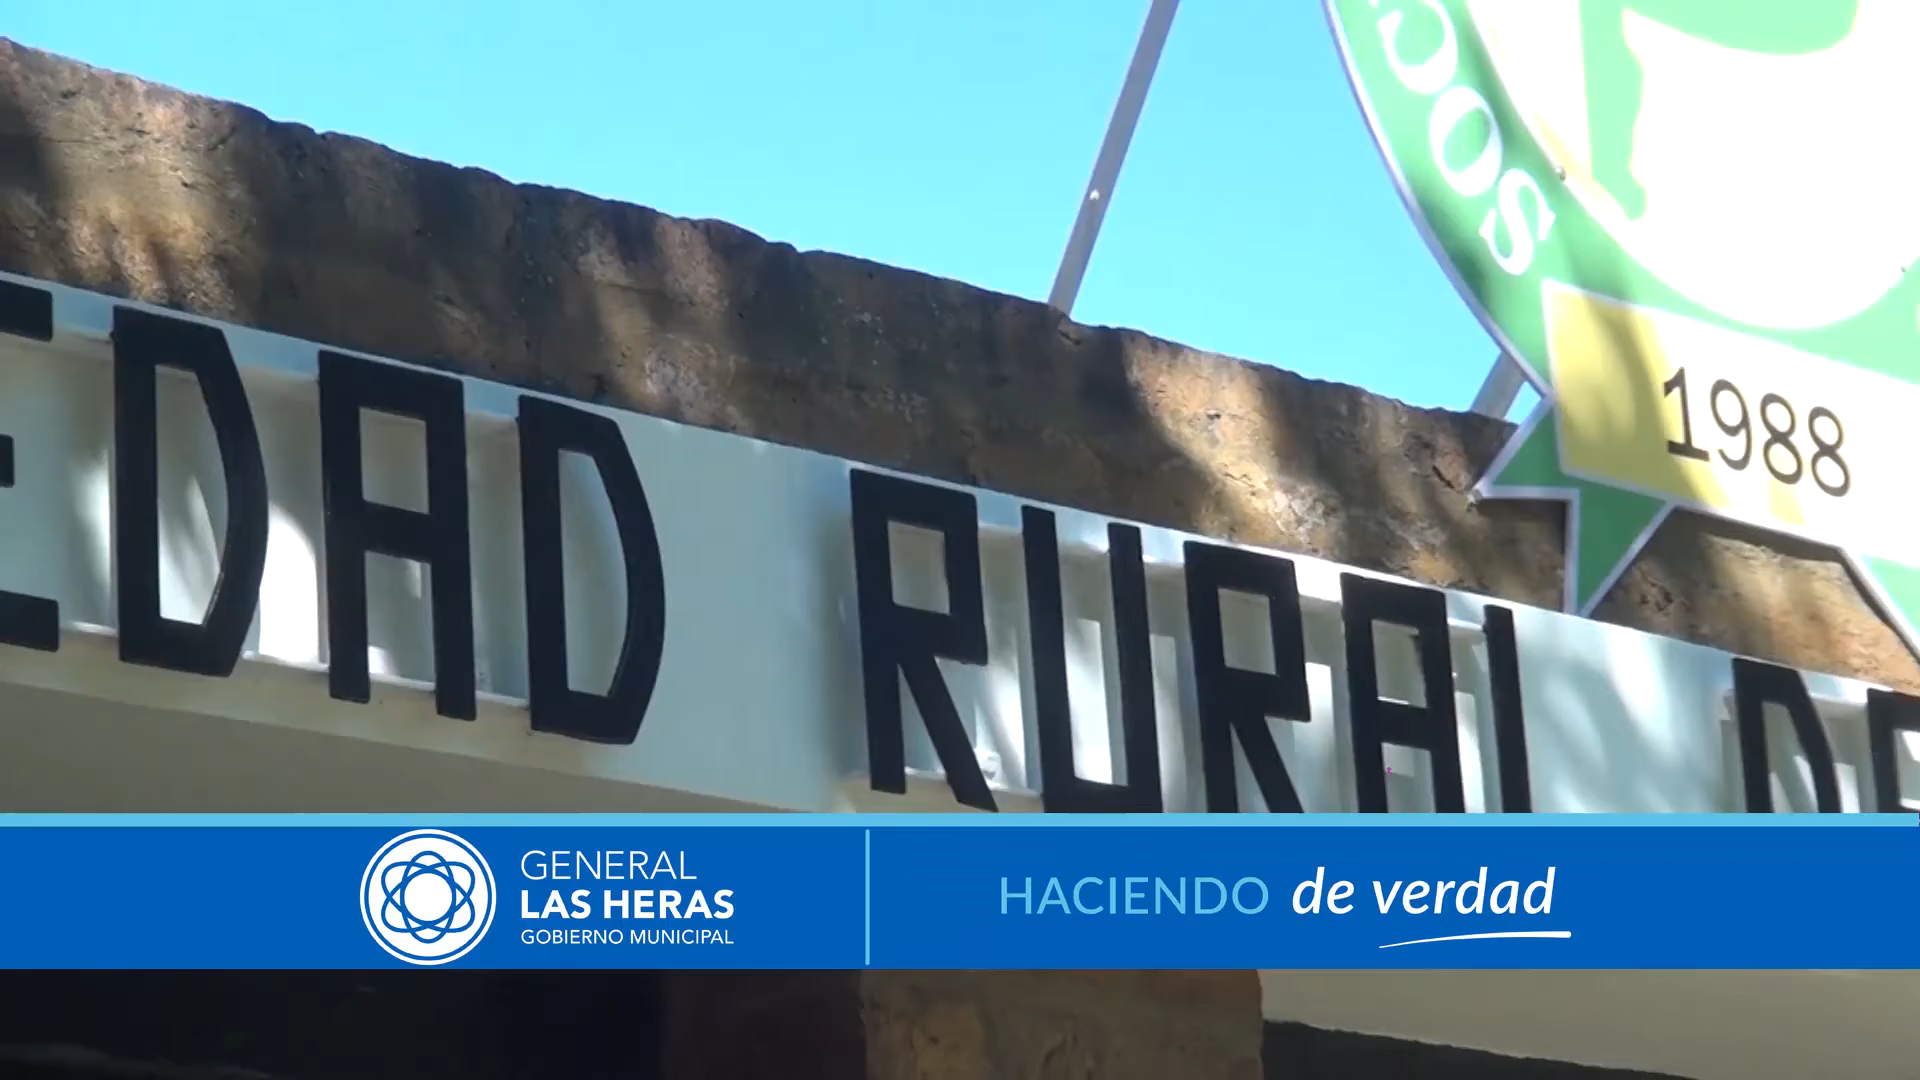 COS
1988
EDAD RURAL DE
GENERAL
LAS HERAS
GOBIERNO MUNICIPAL
HACIENDO de verdad